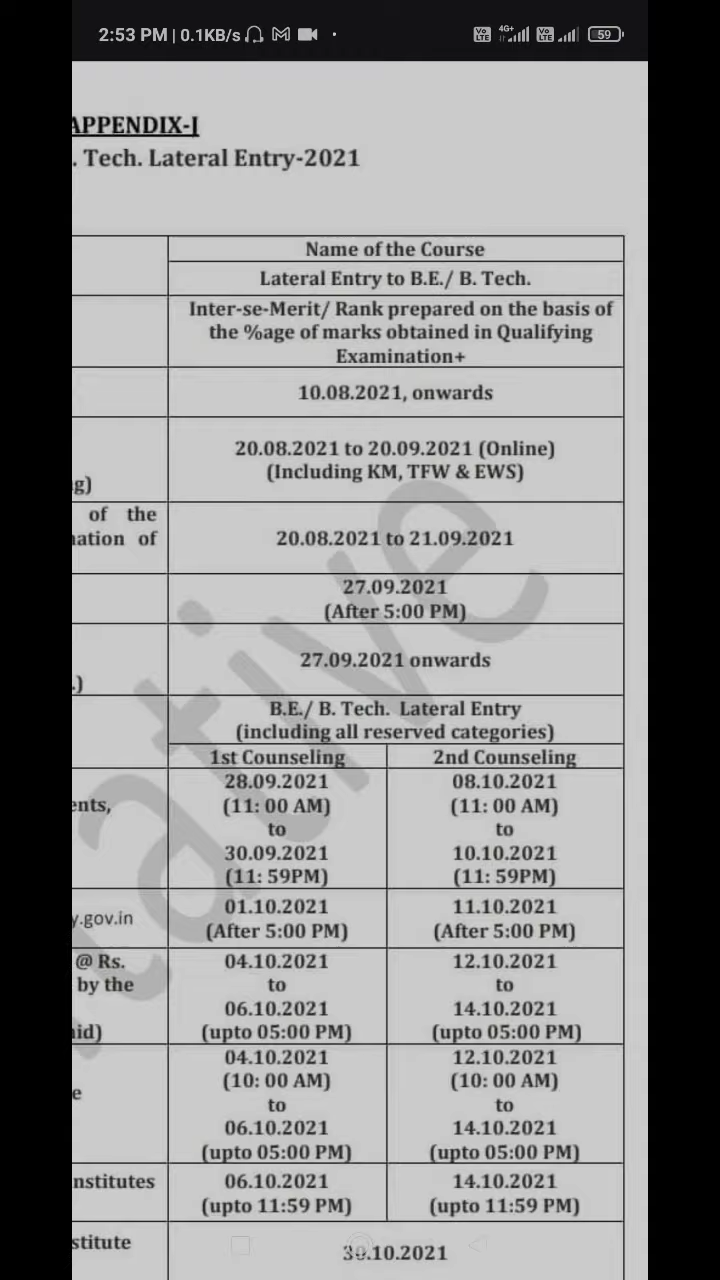 2:53 PM | 0.1KB/s
Vo LTE 4G+ Vo LTE 59
APPENDIX-J
. Tech. Lateral Entry-2021
Name of the Course
Lateral Entry to B.E./ B. Tech.
Inter-se-Merit/ Rank prepared on the basis of
the %age of marks obtained in Qualifying
Examination+
10.08.2021, onwards
20.08.2021 to 20.09.2021 (Online)
(Including KM, TFW & EWS)
g)
of the
nation of
20.08.2021 to 21.09.2021
27.09.2021
(After 5:00 PM)
27.09.2021 onwards
.)
B.E./ B. Tech. Lateral Entry
(including all reserved categories)
1st Counseling 2nd Counseling
ents,
28.09.2021
(11: 00 AM)
to
30.09.2021
(11: 59PM)
08.10.2021
(11: 00 AM)
to
10.10.2021
(11: 59PM)
y.gov.in
01.10.2021
(After 5:00 PM)
11.10.2021
(After 5:00 PM)
@ Rs.
by the
aid)
04.10.2021
to
06.10.2021
(upto 05:00 PM)
12.10.2021
to
14.10.2021
(upto 05:00 PM)
e
04.10.2021
(10: 00 AM)
to
06.10.2021
(upto 05:00 PM)
12.10.2021
(10: 00 AM)
to
14.10.2021
(upto 05:00 PM)
nstitutes
06.10.2021
(upto 11:59 PM)
14.10.2021
(upto 11:59 PM)
stitute
30.10.2021
tative